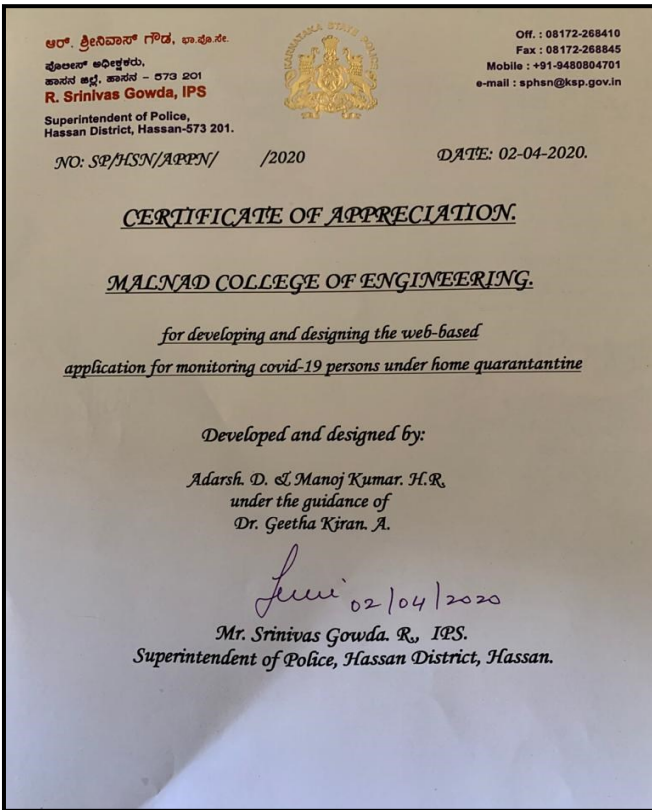 ಆರ್. ಶ್ರೀನಿವಾಸ್ ಗೌಡ, ಭಾ.ಪೊ.ಸೇ.
ಪೊಲೀಸ್ ಅಧೀಕ್ಷಕರು,
ಹಾಸನ ಜಿಲ್ಲೆ, ಹಾಸನ - 573 201
R. Srinivas Gowda, IPS
Superintendent of Police,
Hassan District, Hassan-573 201.
KARNATAKA STATE POLICE
Off. : 08172-268410
Fax : 08172-268845
Mobile : +91-9480804701
e-mail : sphsn@ksp.gov.in
NO: SP/HSN/APPN/ /2020
DATE: 02-04-2020.
CERTIFICATE OF APPRECIATION.
MALNAD COLLEGE OF ENGINEERING.
for developing and designing the web-based
application for monitoring covid-19 persons under home quarantantine
Developed and designed by:
Adarsh. D. & Manoj Kumar. H.R,
under the guidance of
Dr. Geetha Kiran. A.
02/04/2020
Mr. Srinivas Gowda. R., IPS.
Superintendent of Police, Hassan District, Hassan.